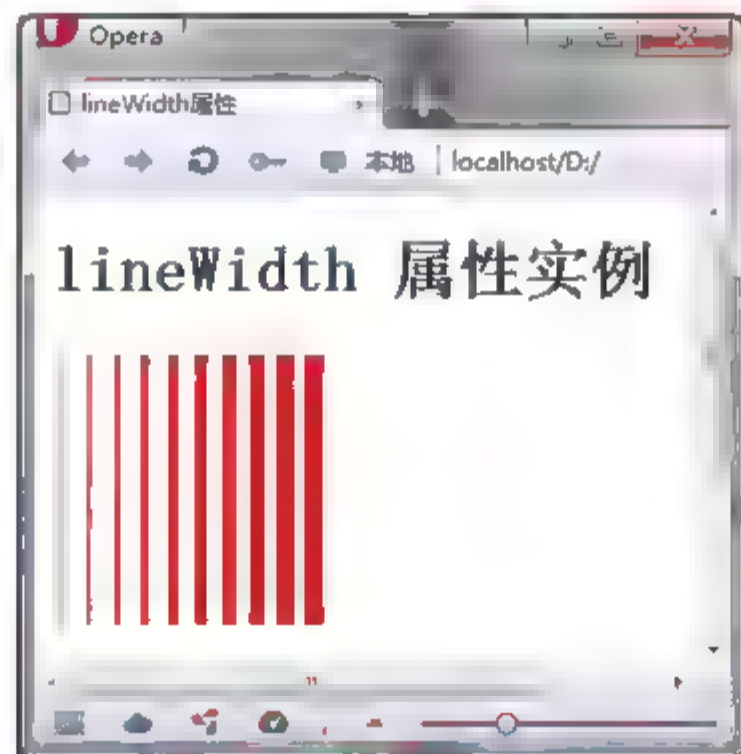 Opera
lineWidth属性
本地 localhost/D:/
lineWidth 属性实例